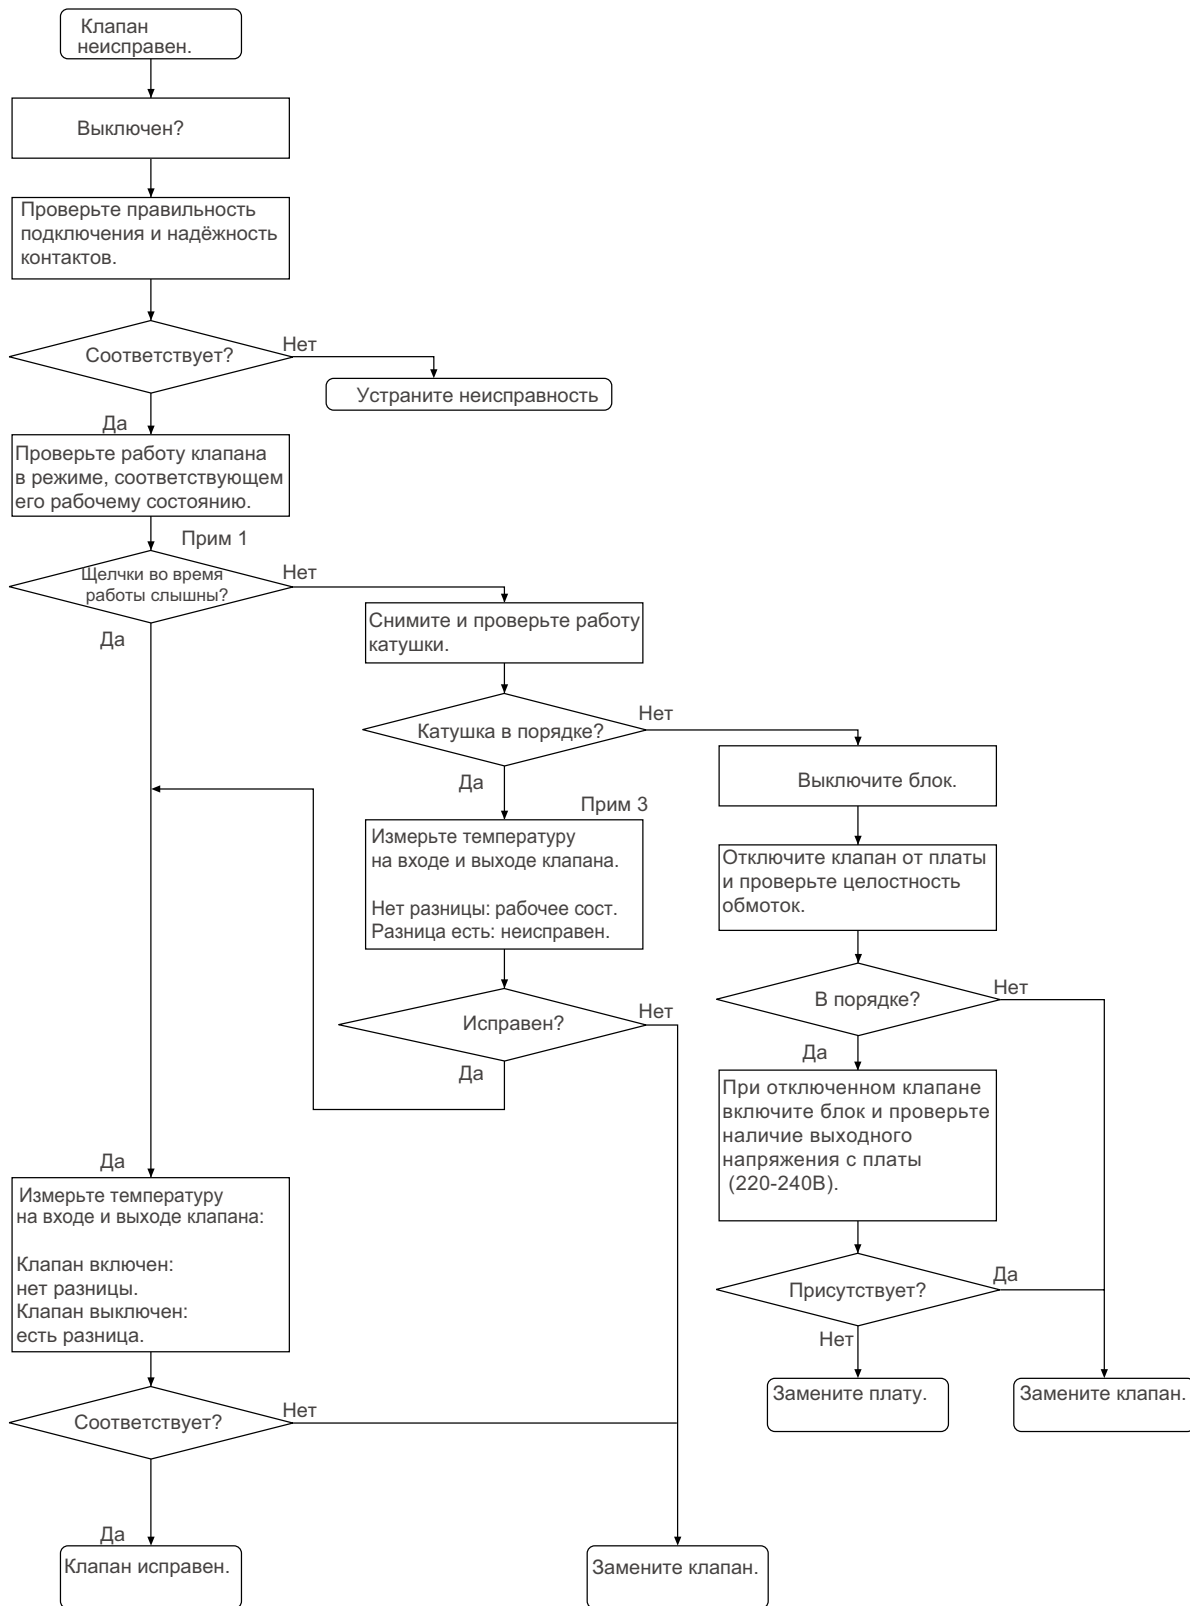 Клапан
неисправен.
Выключен?
Проверьте правильность
подключения и надёжность
контактов.
Соответствует?
Нет
Устраните неисправность
Да
Проверьте работу клапана
в режиме, соответствующем
его рабочему состоянию.
Прим 1
Щелчки во время
работы слышны?
Нет
Да
Снимите и проверьте работу
катушки.
Катушка в порядке?
Нет
Да
Выключите блок.
Прим 3
Измерьте температуру
на входе и выходе клапана.
Нет разницы: рабочее сост.
Разница есть: неисправен.
Отключите клапан от платы
и проверьте целостность
обмоток.
Исправен?
Нет
Да
В порядке?
Нет
Да
При отключенном клапане
включите блок и проверьте
наличие выходного
напряжения с платы
(220-240В).
Да
Измерьте температуру
на входе и выходе клапана:
Клапан включен:
нет разницы.
Клапан выключен:
есть разница.
Присутствует?
Да
Нет
Замените плату.
Замените клапан.
Соответствует?
Нет
Да
Клапан исправен.
Замените клапан.